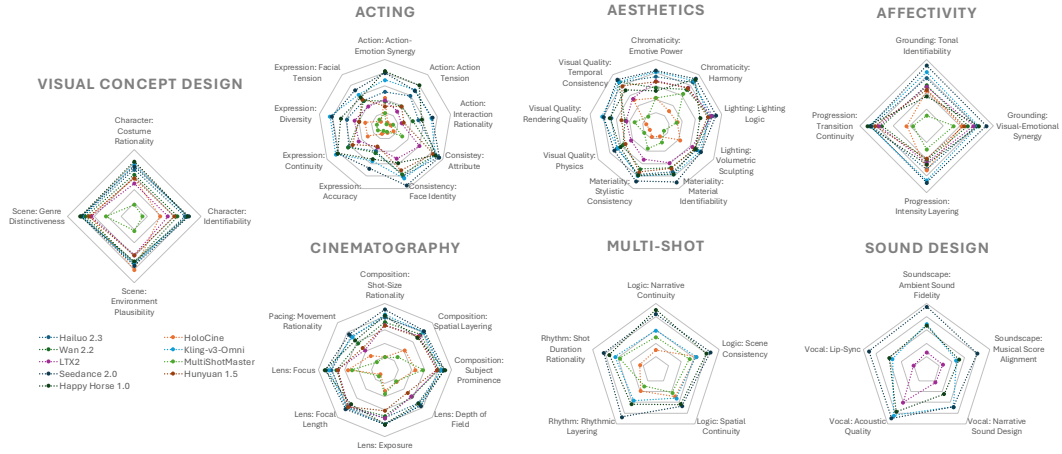 VISUAL CONCEPT DESIGN
Character:
Costume
Rationality
Character:
Identifiability
Scene:
Environment
Plausibility
Scene: Genre
Distinctiveness
Hailuo 2.3
HoloCine
Wan 2.2
Kling-v3-Omni
LTX2
MultiShotMaster
Seedance 2.0
Hunyuan 1.5
Happy Horse 1.0
ACTING
Action: Action-
Emotion Synergy
Action: Action
Tension
Action:
Interaction
Rationality
Consistey:
Attribute
Consistency:
Face Identity
Expression:
Accuracy
Expression:
Continuity
Expression:
Diversity
Expression: Facial
Tension
AESTHETICS
Chromaticity:
Emotive Power
Chromaticity:
Harmony
Lighting: Lighting
Logic
Lighting:
Volumetric
Sculpting
Materiality:
Material
Identifiability
Materiality:
Stylistic
Consistency
Visual Quality:
Physics
Visual Quality:
Rendering Quality
Visual Quality:
Temporal
Consistency
AFFECTIVITY
Grounding: Tonal
Identifiability
Grounding:
Visual-Emotional
Synergy
Progression:
Intensity Layering
Progression:
Transition
Continuity
CINEMATOGRAPHY
Composition:
Shot-Size
Rationality
Composition:
Spatial Layering
Composition:
Subject
Prominence
Lens: Depth of
Field
Lens: Exposure
Lens: Focal
Length
Lens: Focus
Pacing: Movement
Rationality
MULTI-SHOT
Logic: Narrative
Continuity
Logic: Scene
Consistency
Logic: Spatial
Continuity
Rhythm: Rhythmic
Layering
Rhythm: Shot
Duration
Rationality
SOUND DESIGN
Soundscape:
Ambient Sound
Fidelity
Soundscape:
Musical Score
Alignment
Vocal: Narrative
Sound Design
Vocal: Acoustic
Quality
Vocal: Lip-Sync